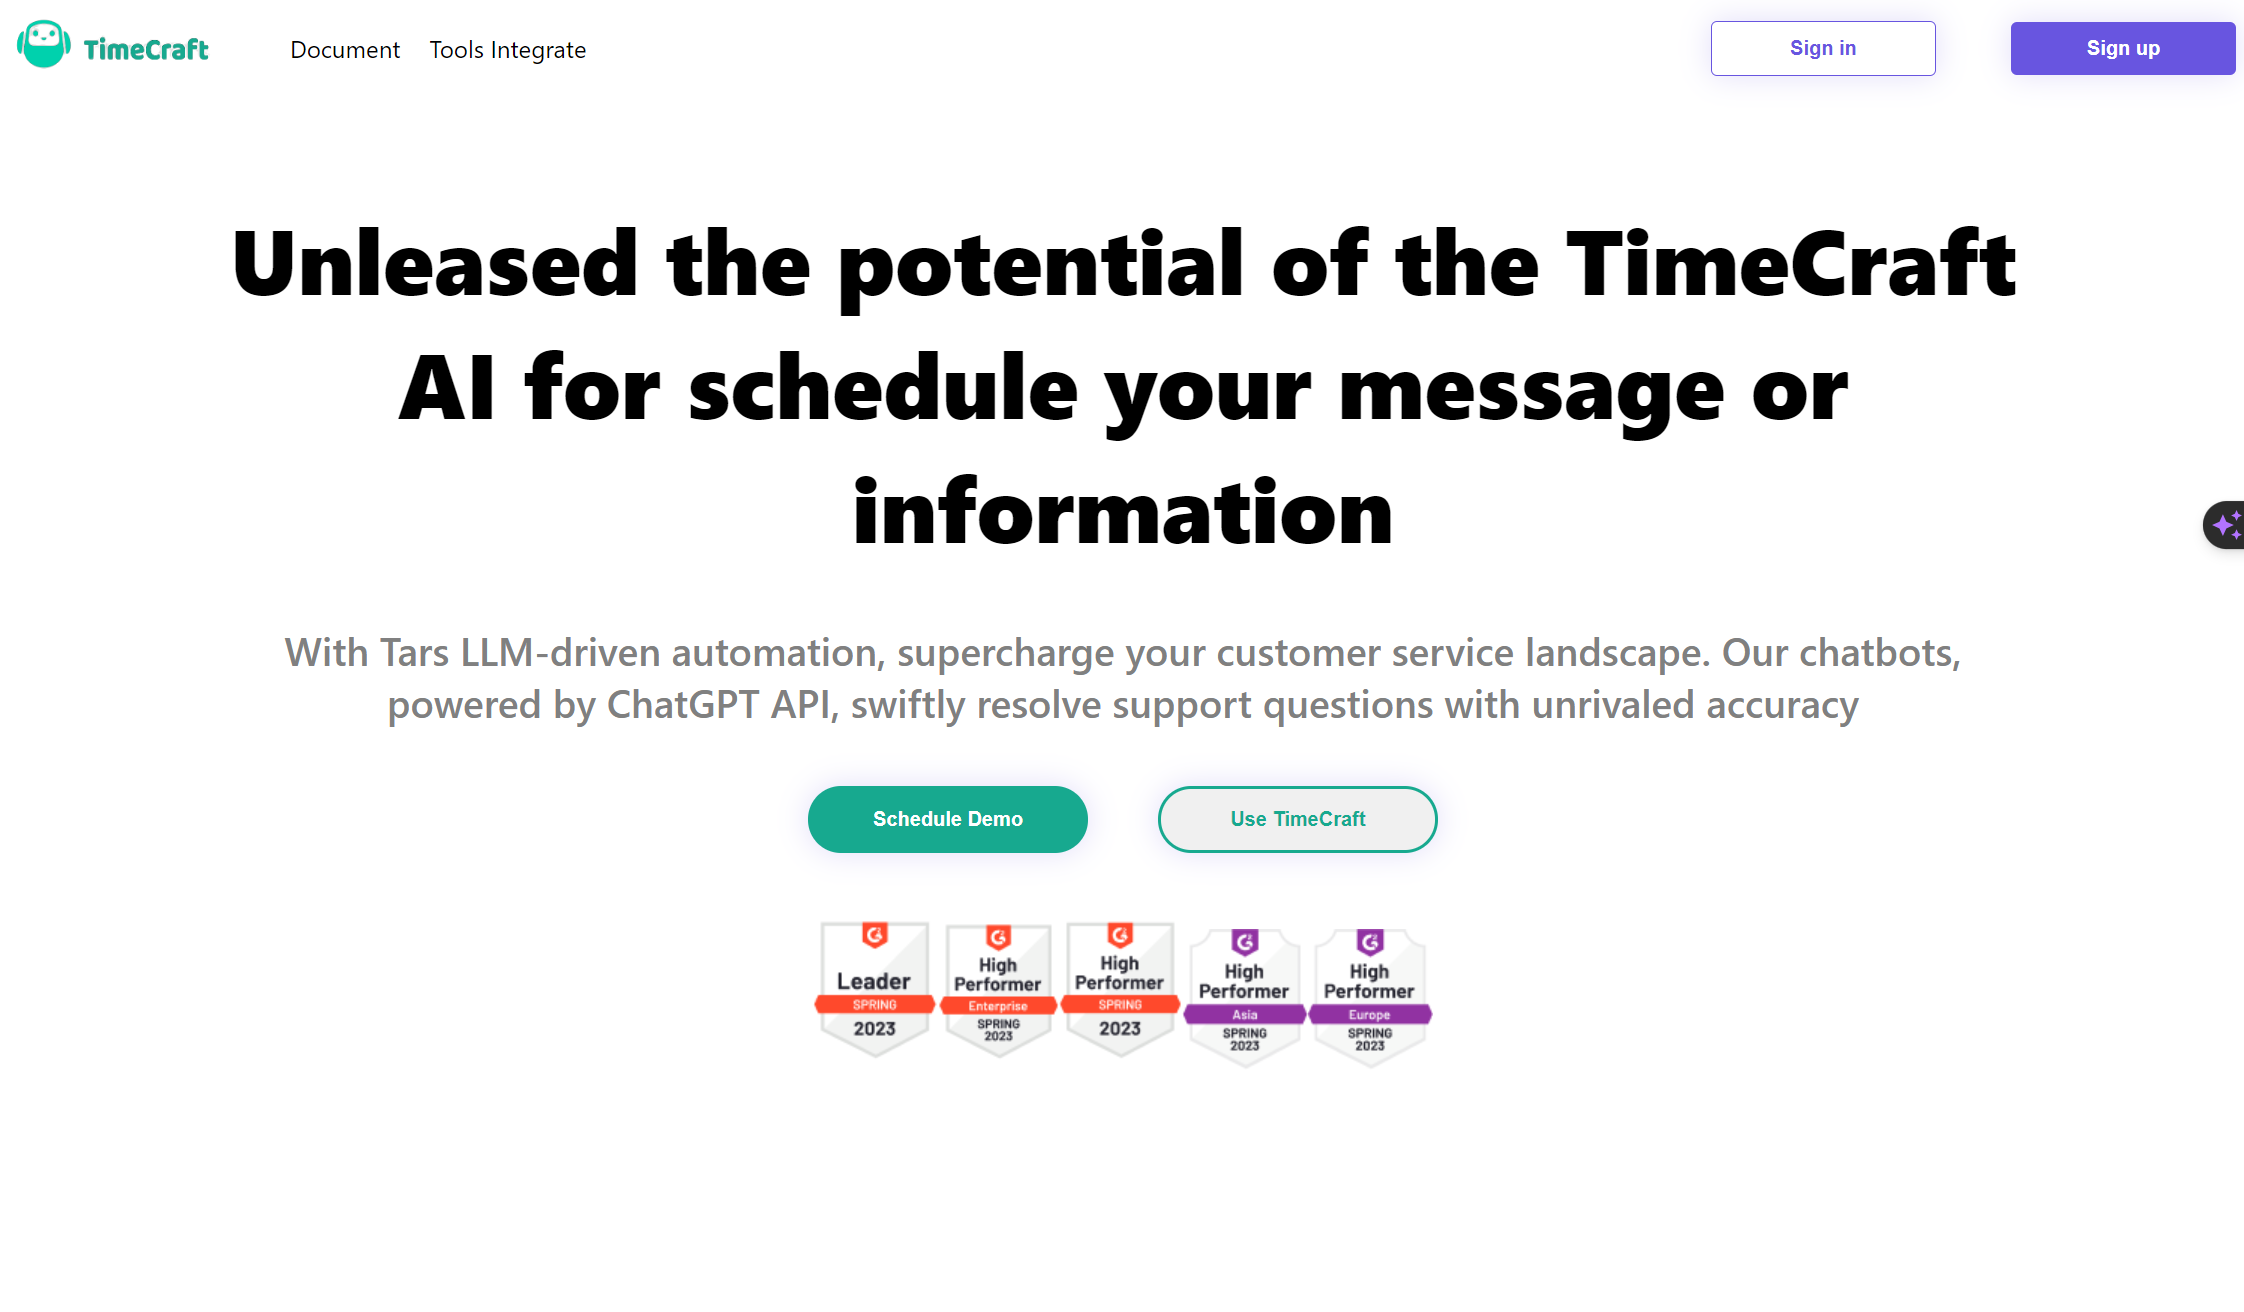 TimeCraft
Document
Tools Integrate
Sign in
Sign up
Unleased the potential of the TimeCraft
AI for schedule your message or
information
With Tars LLM-driven automation, supercharge your customer service landscape. Our chatbots,
powered by ChatGPT API, swiftly resolve support questions with unrivaled accuracy
Schedule Demo
Use TimeCraft
Leader
SPRING
2023
High
Performer
Enterprise
SPRING
2023
High
Performer
SPRING
2023
High
Performer
Asia
SPRING
2023
High
Performer
Europe
SPRING
2023